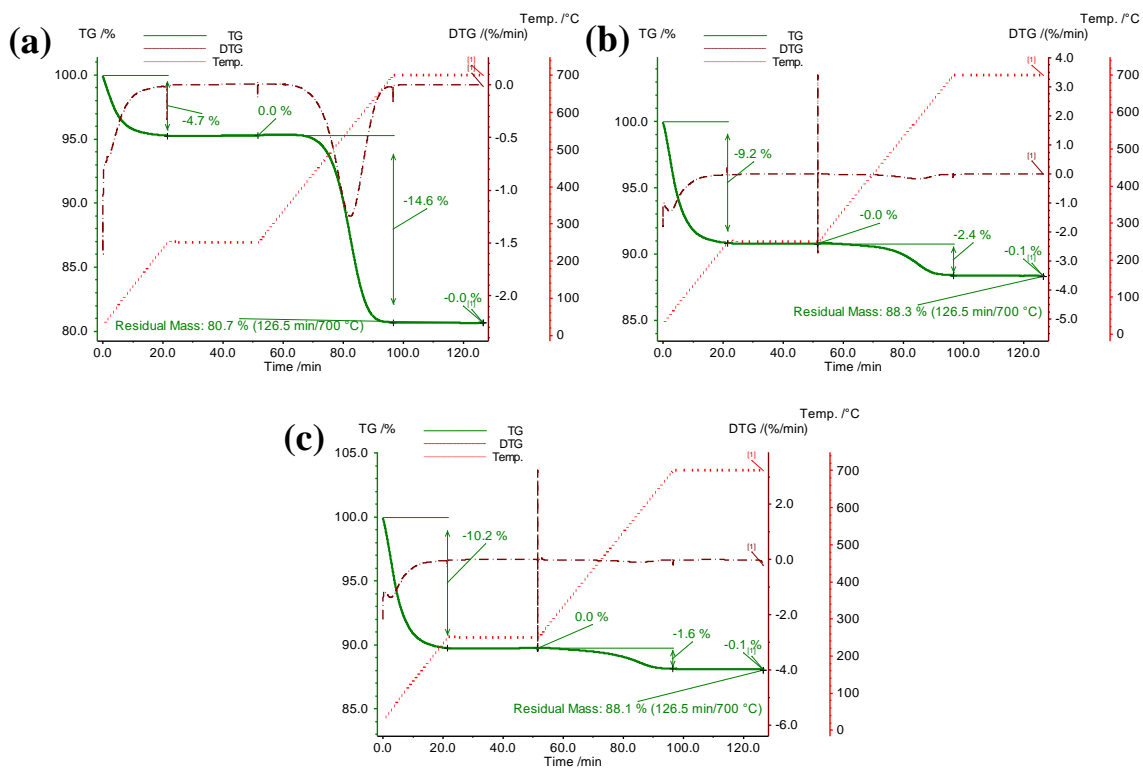 (a)
TG /%
TG
DTG
Temp.
Temp. /°C
DTG /(%/min)
100.0
95.0
90.0
85.0
80.0
-4.7 %
0.0 %
-14.6 %
-0.0 %
[1]
[1]
[1]
Residual Mass: 80.7 % (126.5 min/700 °C)
0.0
-0.5
-1.0
-1.5
-2.0
700
600
500
400
300
200
100
0
0.0 20.0 40.0 60.0 80.0 100.0 120.0
Time /min
(b)
TG /%
TG
DTG
Temp.
Temp. /°C
DTG /(%/min)
100.0
95.0
90.0
85.0
-9.2 %
-0.0 %
-2.4 %
-0.1 %
[1]
[1]
[1]
Residual Mass: 88.3 % (126.5 min/700 °C)
4.0
3.0
2.0
1.0
0.0
-1.0
-2.0
-3.0
-4.0
-5.0
700
600
500
400
300
200
100
0
0.0 20.0 40.0 60.0 80.0 100.0 120.0
Time /min
(c)
TG /%
TG
DTG
Temp.
Temp. /°C
DTG /(%/min)
105.0
100.0
95.0
90.0
85.0
-10.2 %
0.0 %
-1.6 %
-0.1 %
[1]
[1]
[1]
Residual Mass: 88.1 % (126.5 min/700 °C)
2.0
0.0
-2.0
-4.0
-6.0
700
600
500
400
300
200
100
0
0.0 20.0 40.0 60.0 80.0 100.0 120.0
Time /min